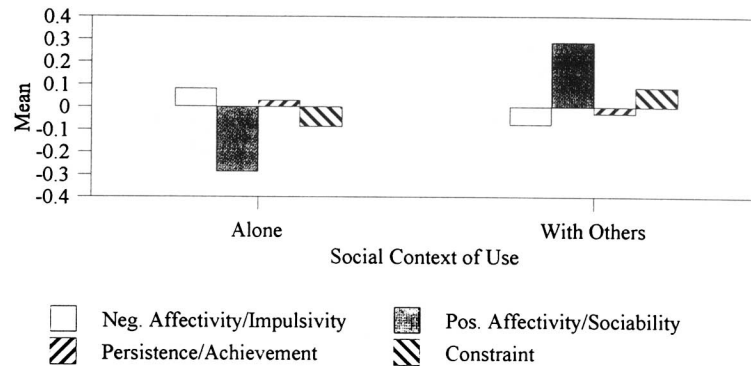 0.4
0.3
0.2
0.1
0
-0.1
-0.2
-0.3
-0.4
Mean
Alone
With Others
Social Context of Use
Neg. Affectivity/Impulsivity
Pos. Affectivity/Sociability
Persistence/Achievement
Constraint